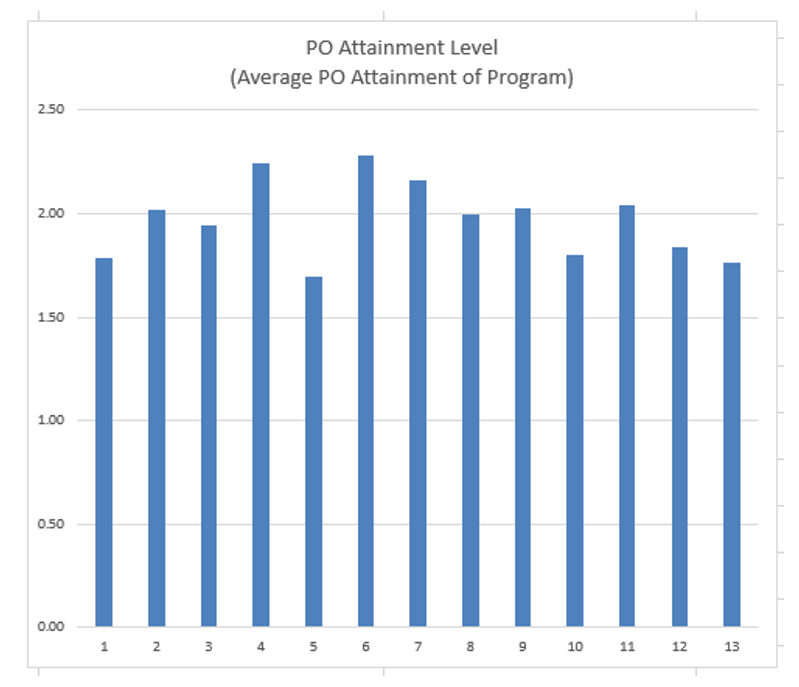 PO Attainment Level
(Average PO Attainment of Program)
2.50
2.00
1.50
1.00
0.50
0.00
1 2 3 4 5 6 7 8 9 10 11 12 13